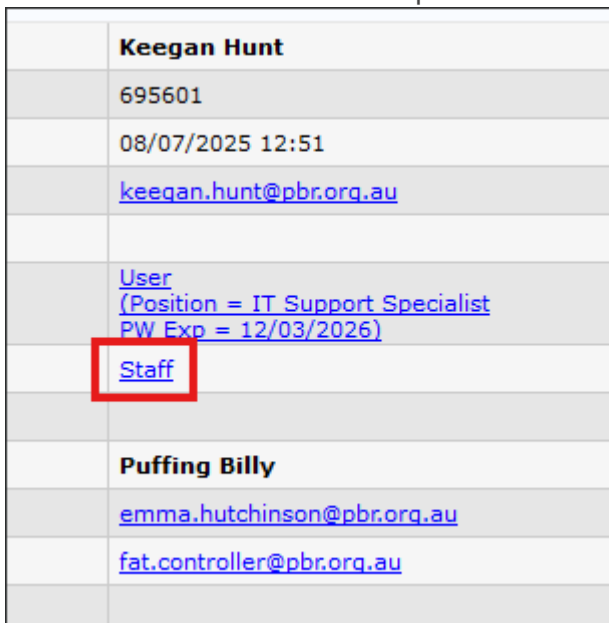 Keegan Hunt
695601
08/07/2025 12:51
keegan.hunt@pbr.org.au
User
(Position = IT Support Specialist
PW Exp = 12/03/2026)
Staff
Puffing Billy
emma.hutchinson@pbr.org.au
fat.controller@pbr.org.au